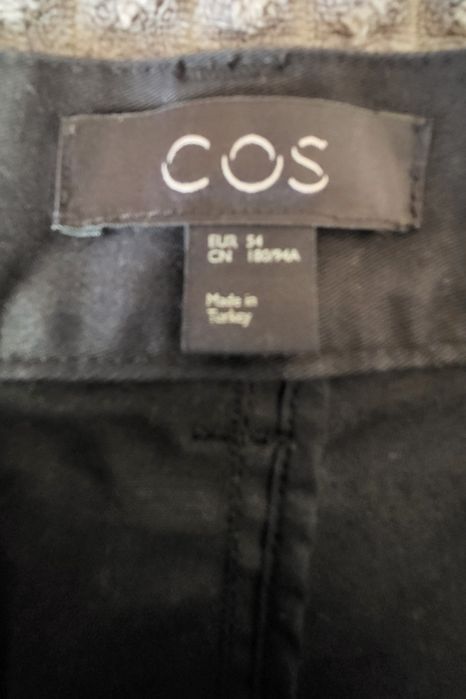 COS
EUR 54
CN 180/94A
Made in
Turkey